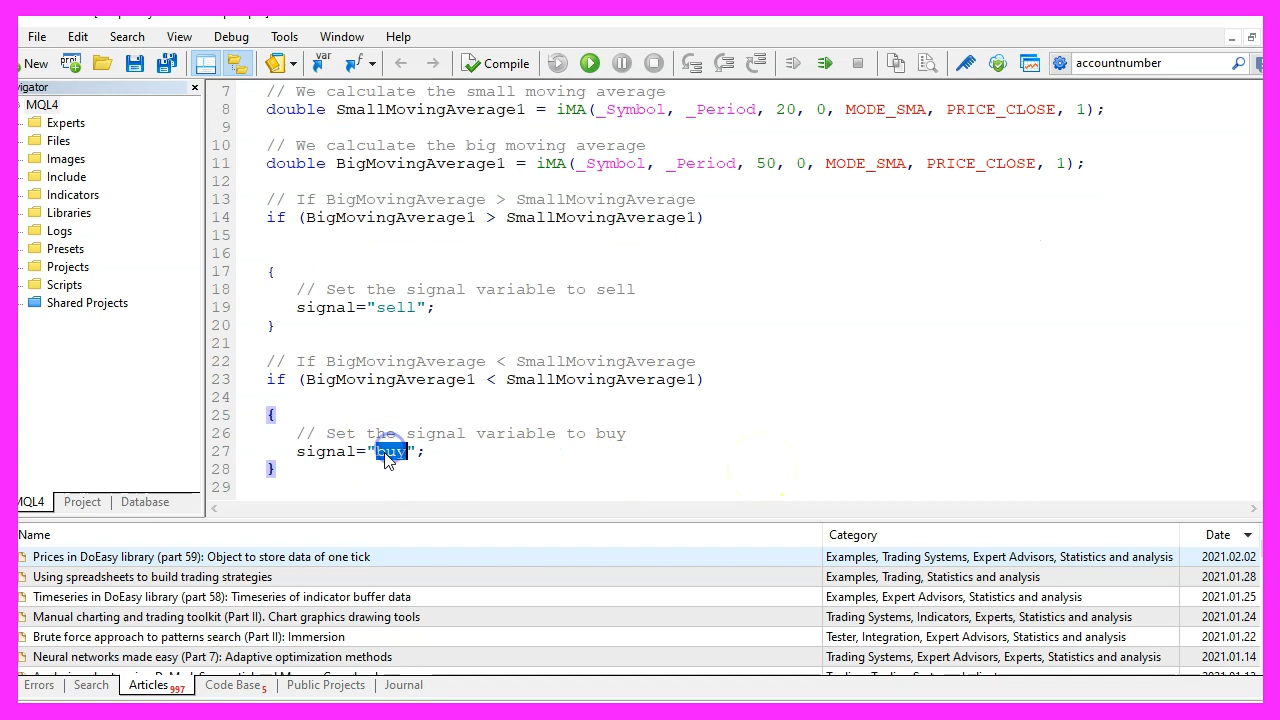 File Edit Search View Debug Tools Window Help
New Compile accountnumber
avigator
MQL4
Experts
Files
Images
Include
Indicators
Libraries
Logs
Presets
Projects
Scripts
Shared Projects
MQL4 Project Database
7 // We calculate the small moving average
8 double SmallMovingAverage1 = iMA(_Symbol, _Period, 20, 0, MODE_SMA, PRICE_CLOSE, 1);
9
10 // We calculate the big moving average
11 double BigMovingAverage1 = iMA(_Symbol, _Period, 50, 0, MODE_SMA, PRICE_CLOSE, 1);
12
13 // If BigMovingAverage > SmallMovingAverage
14 if (BigMovingAverage1 > SmallMovingAverage1)
15
16
17 {
18 // Set the signal variable to sell
19 signal="sell";
20 }
21
22 // If BigMovingAverage < SmallMovingAverage
23 if (BigMovingAverage1 < SmallMovingAverage1)
24
25 {
26 // Set the signal variable to buy
27 signal="buy";
28 }
29
Name Category Date
Prices in DoEasy library (part 59): Object to store data of one tick Examples, Trading Systems, Expert Advisors, Statistics and analysis 2021.02.02
Using spreadsheets to build trading strategies Examples, Trading, Statistics and analysis 2021.01.28
Timeseries in DoEasy library (part 58): Timeseries of indicator buffer data Examples, Expert Advisors, Statistics and analysis 2021.01.25
Manual charting and trading toolkit (Part II). Chart graphics drawing tools Trading Systems, Indicators, Experts, Statistics and analysis 2021.01.24
Brute force approach to patterns search (Part II): Immersion Tester, Integration, Expert Advisors, Statistics and analysis 2021.01.22
Neural networks made easy (Part 7): Adaptive optimization methods Trading Systems, Expert Advisors, Experts, Statistics and analysis 2021.01.14
Errors Search Articles 997 Code Base 5 Public Projects Journal